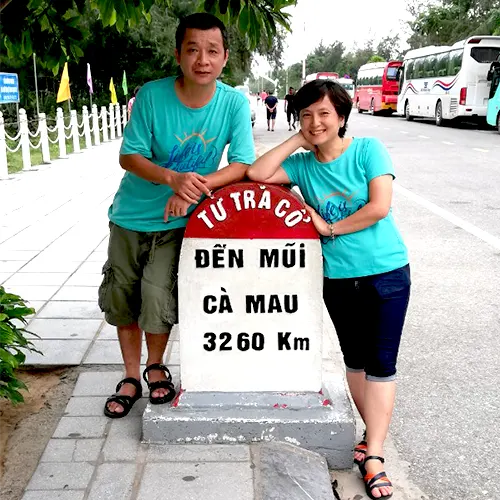 TỪ TRÀ CỔ
ĐẾN MŨI
CÀ MAU
3260 Km